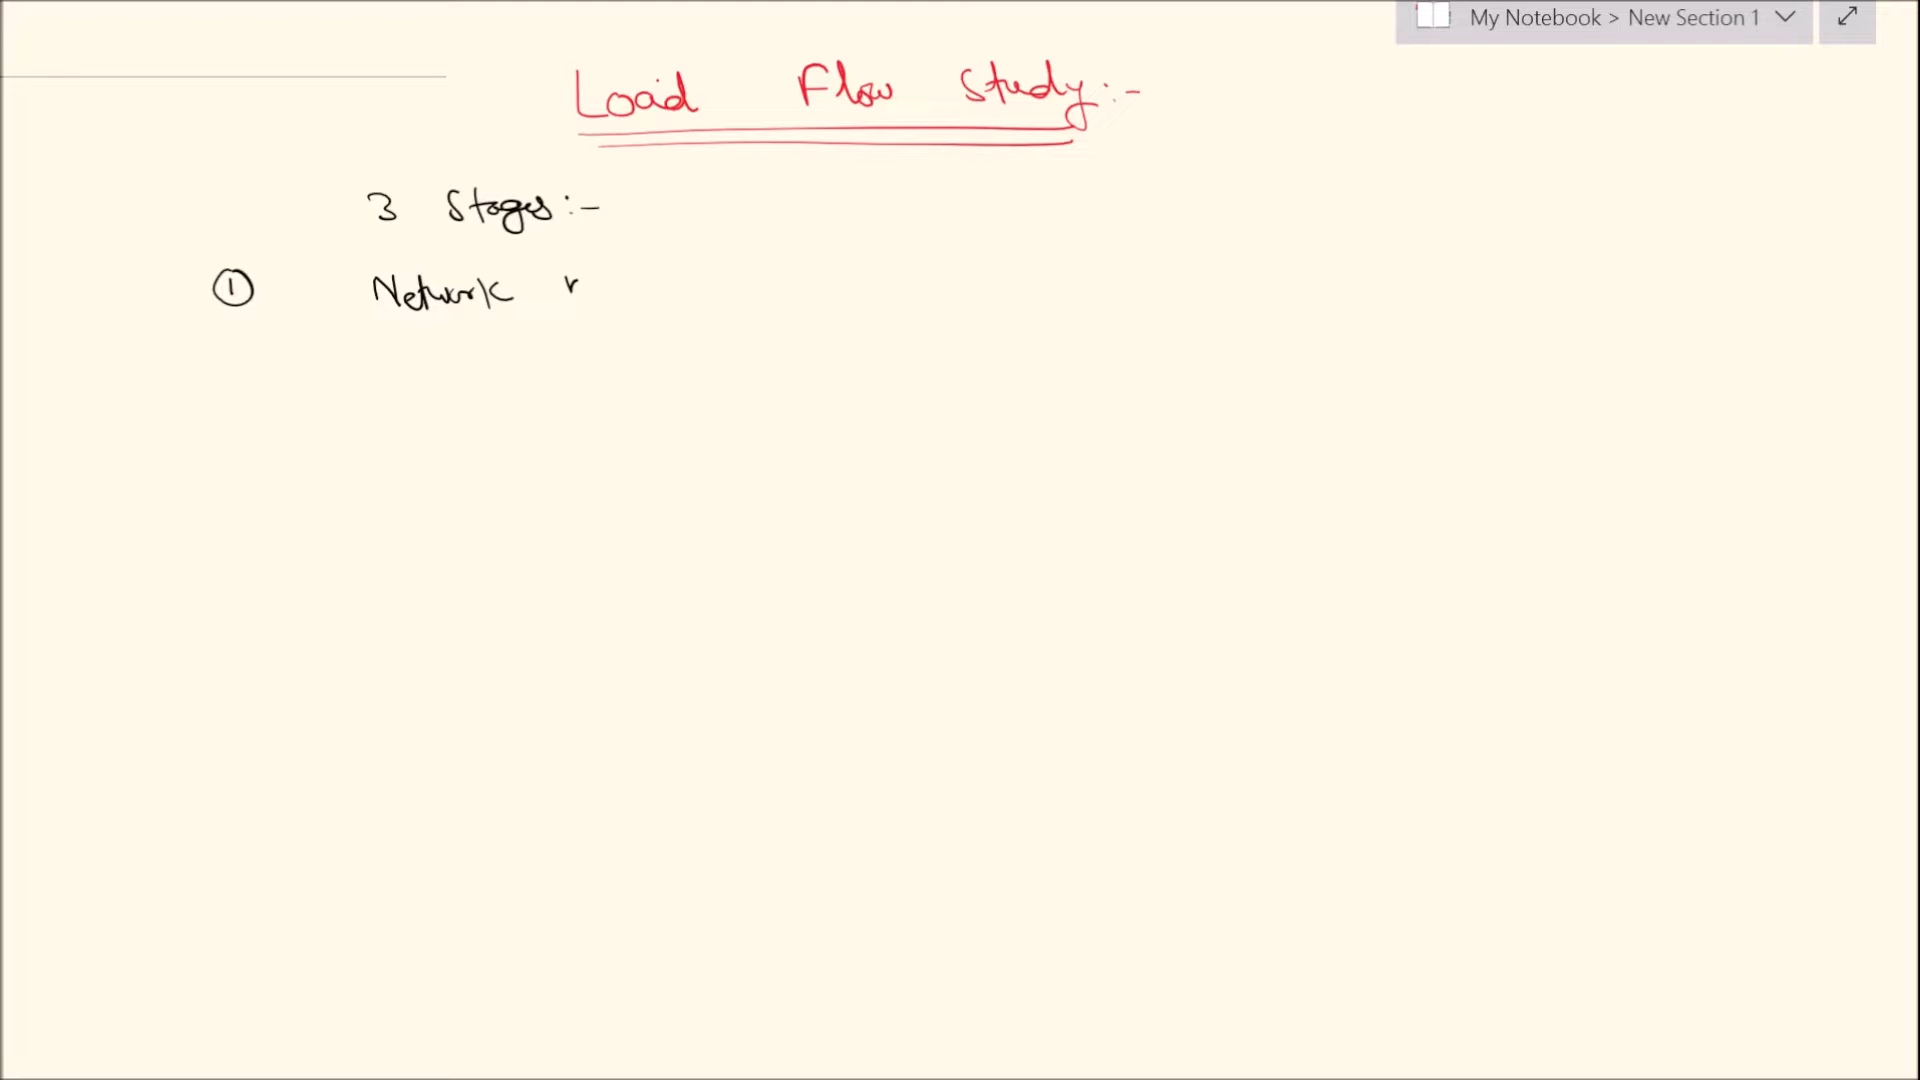 My Notebook > New Section 1
Load Flow Study:-
3 Stages:-
① Network